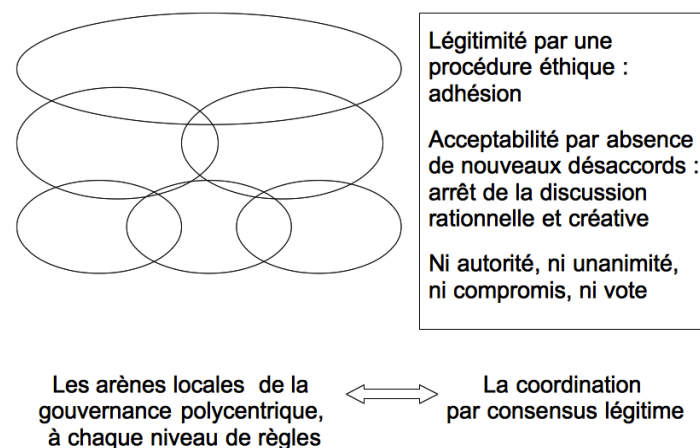 Légitimité par une
procédure éthique :
adhésion
Acceptabilité par absence
de nouveaux désaccords :
arrêt de la discussion
rationnelle et créative
Ni autorité, ni unanimité,
ni compromis, ni vote
Les arènes locales de la
gouvernance polycentrique,
à chaque niveau de règles
La coordination
par consensus légitime